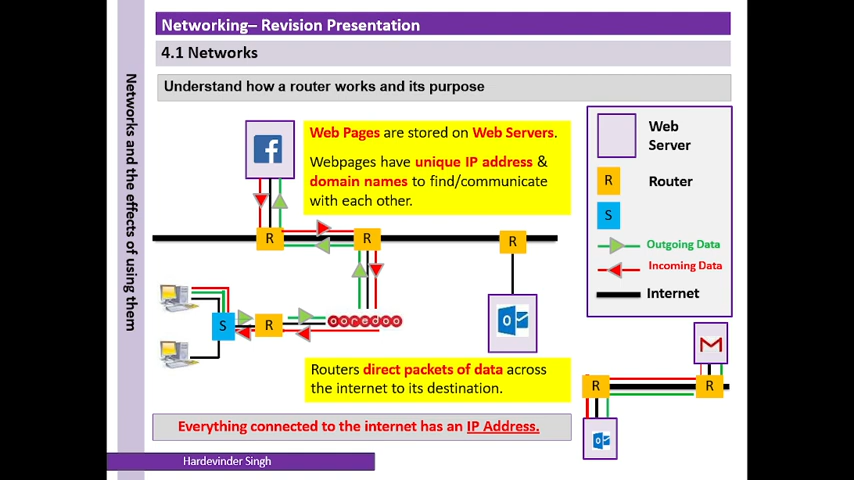 Networking– Revision Presentation
4.1 Networks
Understand how a router works and its purpose
Networks and the effects of using them
Web Pages are stored on Web Servers.
Webpages have unique IP address &
domain names to find/communicate
with each other.
Web
Server
R
Router
S
Outgoing Data
Incoming Data
Internet
R
R
R
S
R
ooredoo
O
Routers direct packets of data across
the internet to its destination.
R
R
O
Everything connected to the internet has an IP Address.
Hardevinder Singh